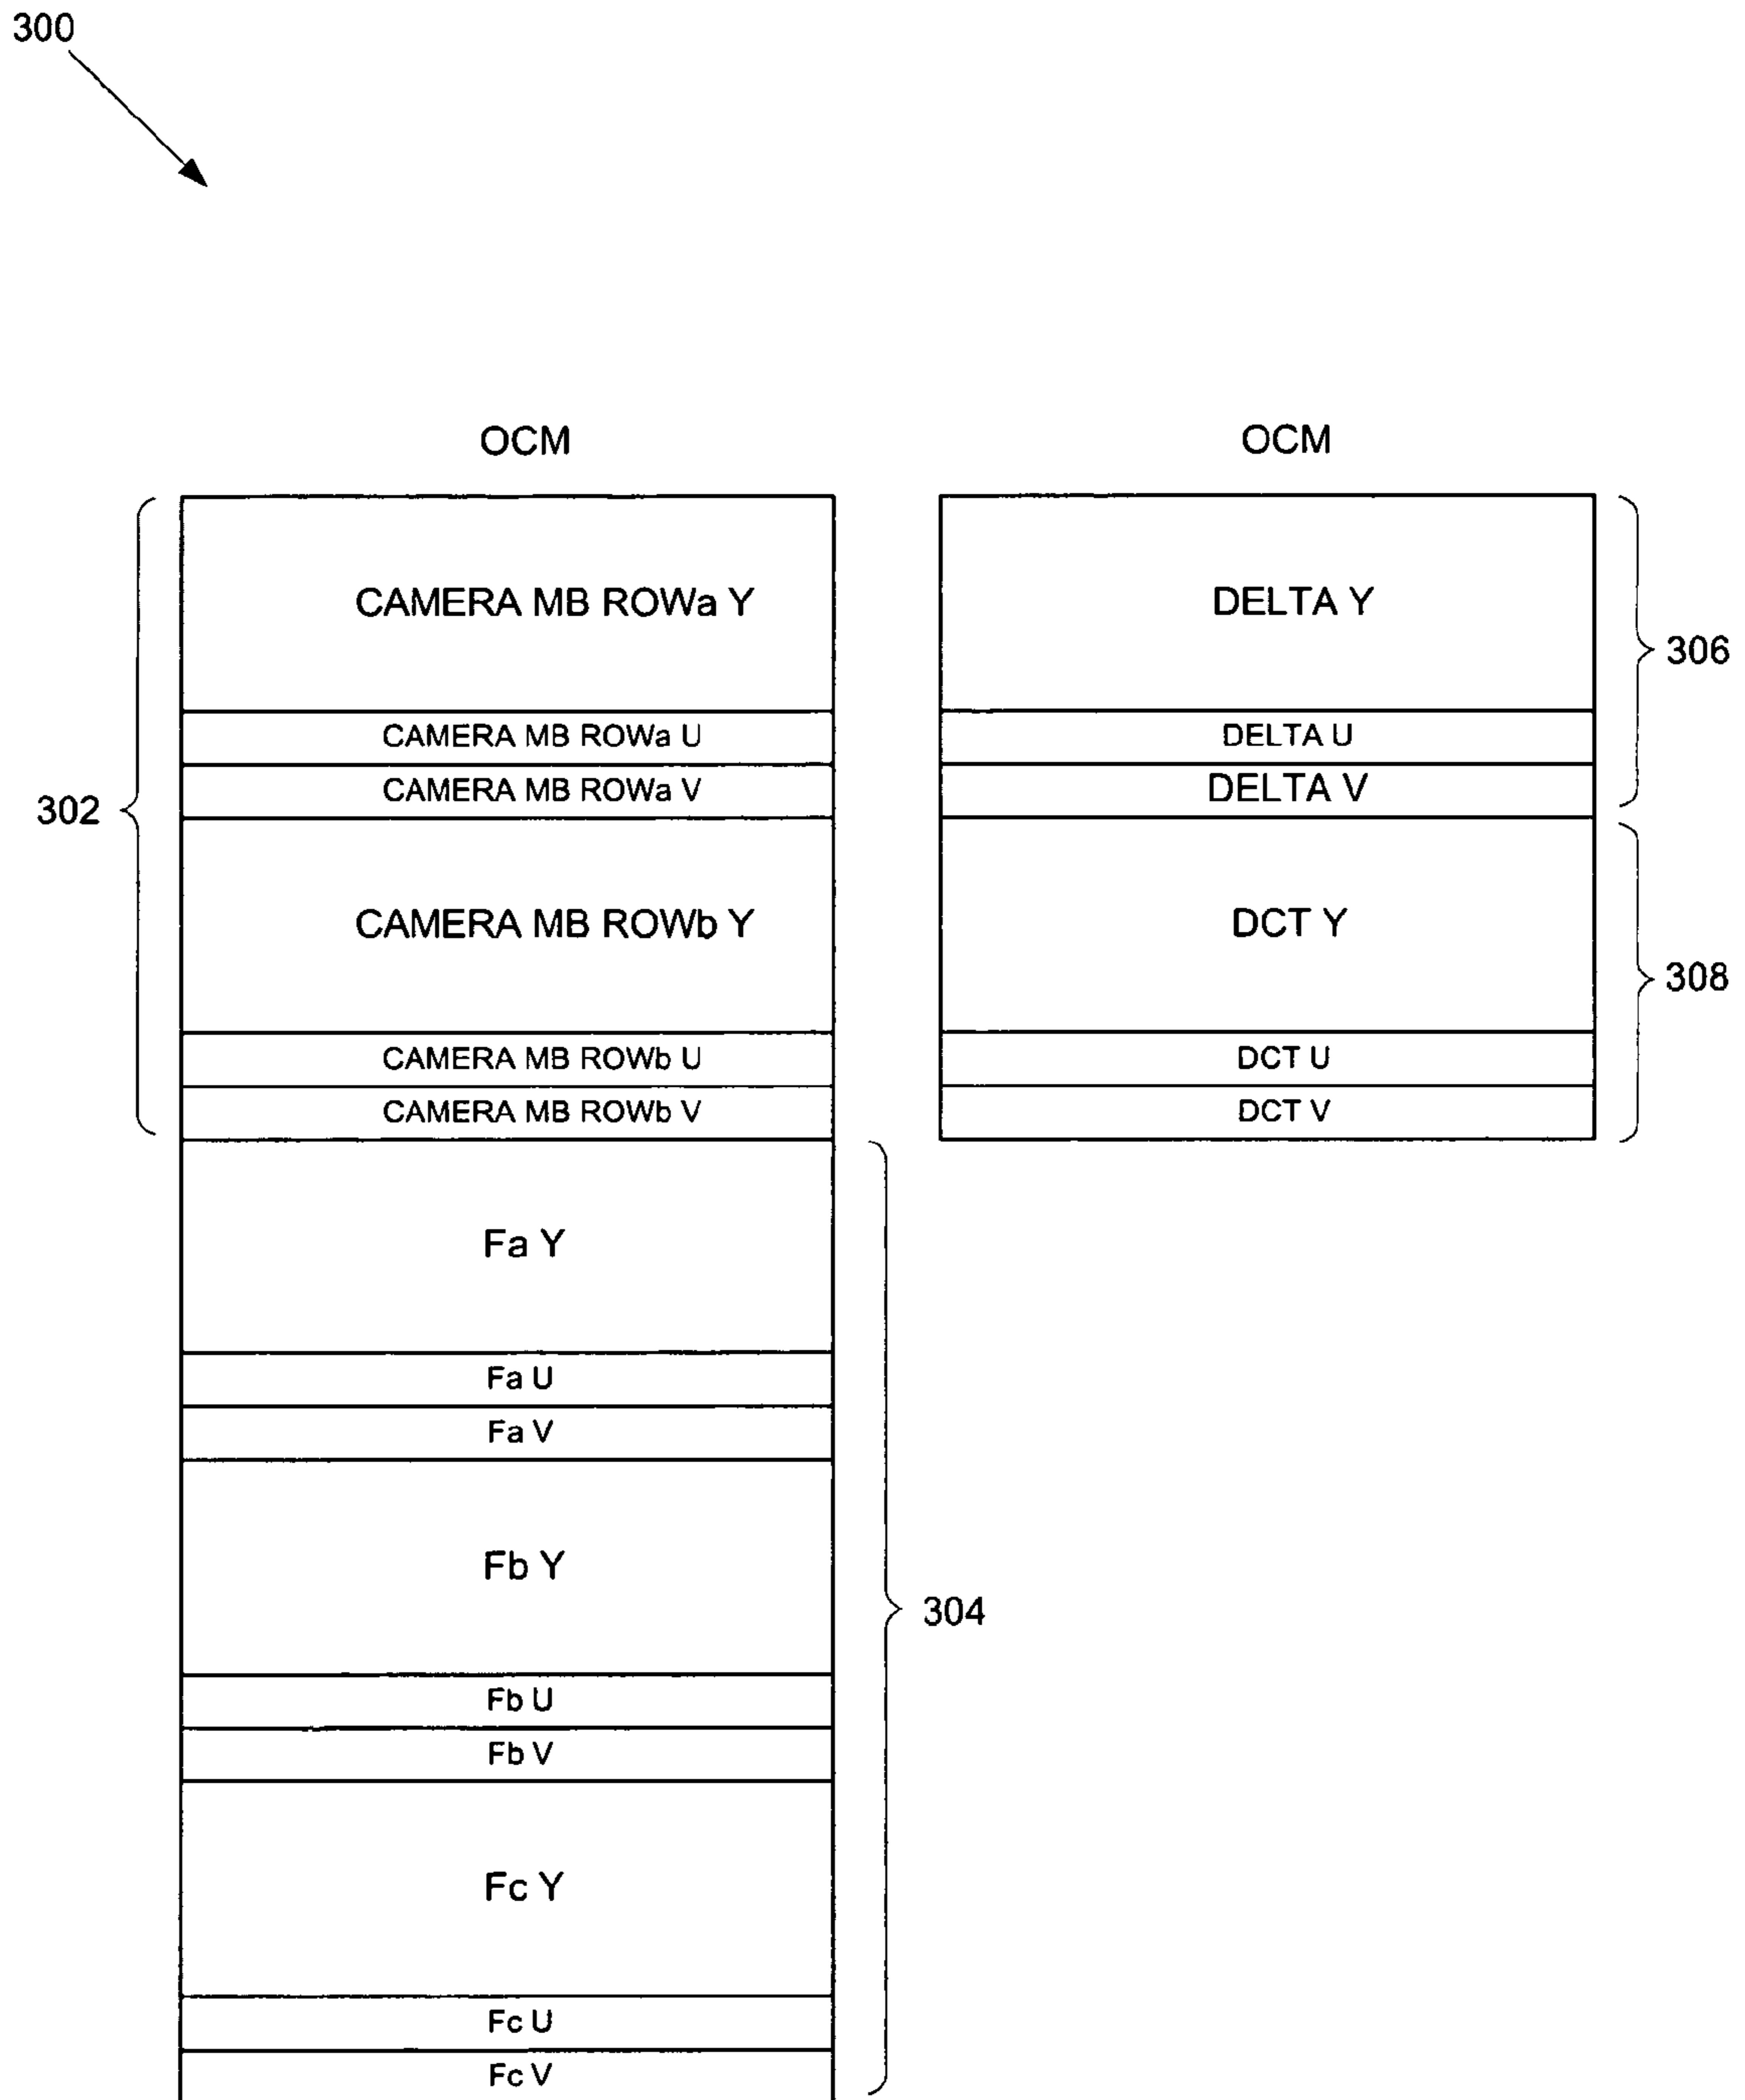 300
OCM
CAMERA MB ROWa Y
CAMERA MB ROWa U
CAMERA MB ROWa V
302
CAMERA MB ROWb Y
CAMERA MB ROWb U
CAMERA MB ROWb V
Fa Y
Fa U
Fa V
Fb Y
304
Fb U
Fb V
Fc Y
Fc U
Fc V
OCM
DELTA Y
306
DELTA U
DELTA V
DCT Y
308
DCT U
DCT V